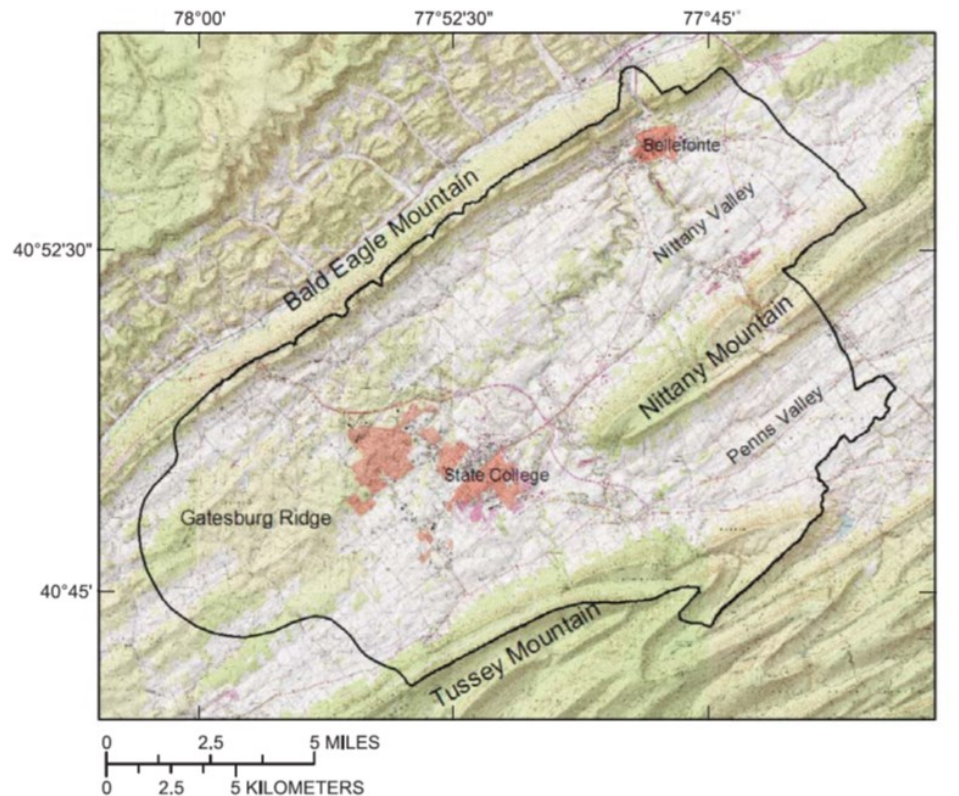 78°00'
77°52'30"
77°45'
Bellefonte
Bald Eagle Mountain
Nittany Valley
40°52'30"
Nittany Mountain
Penns Valley
State College
Gatesburg Ridge
40°45'
Tussey Mountain
0 2.5 5 MILES
0 2.5 5 KILOMETERS